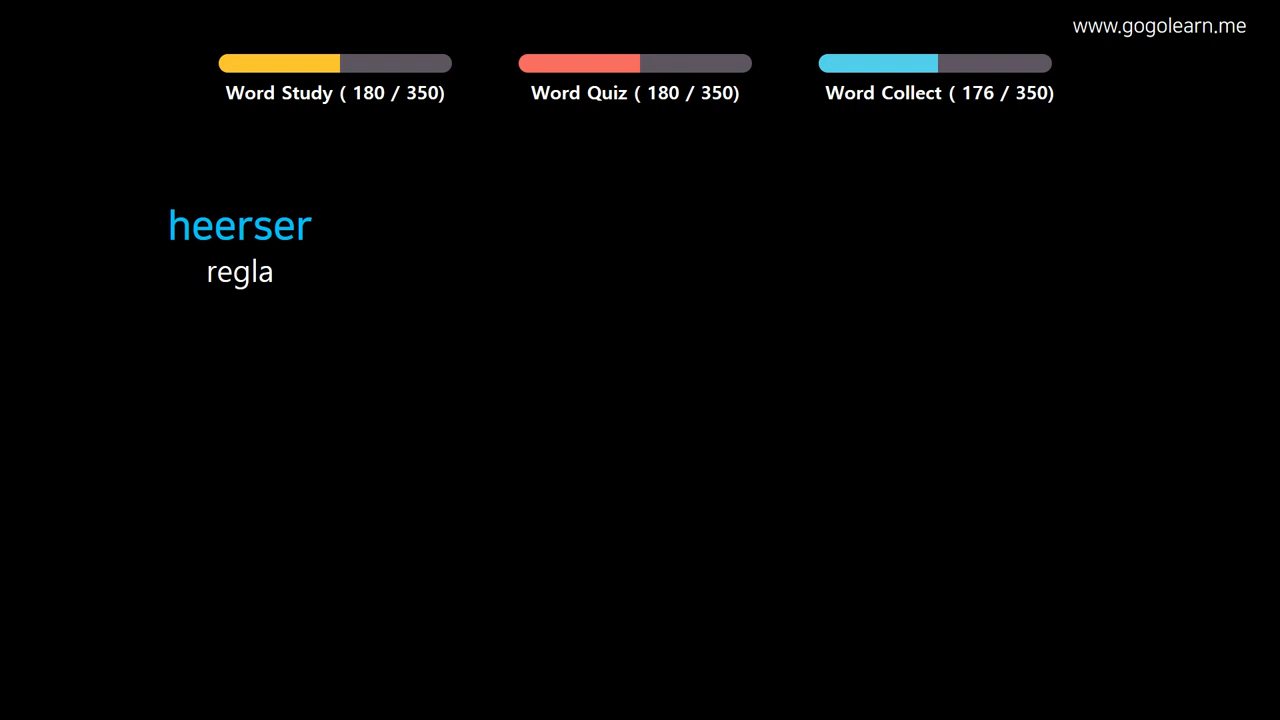 www.gogolearn.me
Word Study ( 180 / 350)
Word Quiz ( 180 / 350)
Word Collect ( 176 / 350)
heerser
regla